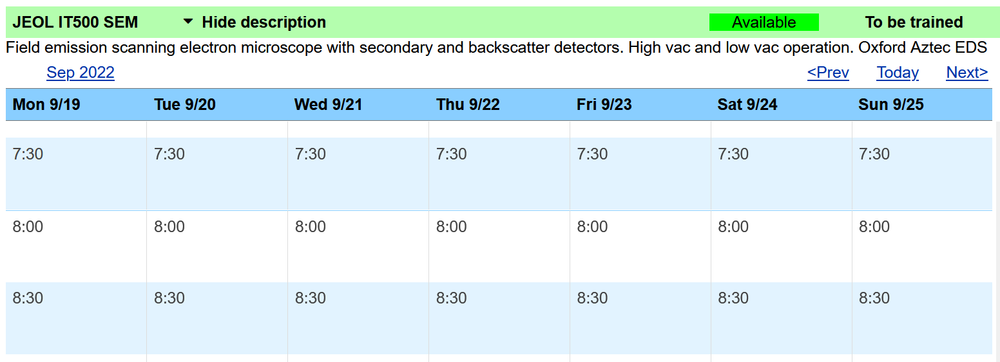 JEOL IT500 SEM Hide description Available To be trained
Field emission scanning electron microscope with secondary and backscatter detectors. High vac and low vac operation. Oxford Aztec EDS
Sep 2022 <Prev Today Next>
Mon 9/19 Tue 9/20 Wed 9/21 Thu 9/22 Fri 9/23 Sat 9/24 Sun 9/25
7:30 7:30 7:30 7:30 7:30 7:30 7:30
8:00 8:00 8:00 8:00 8:00 8:00 8:00
8:30 8:30 8:30 8:30 8:30 8:30 8:30